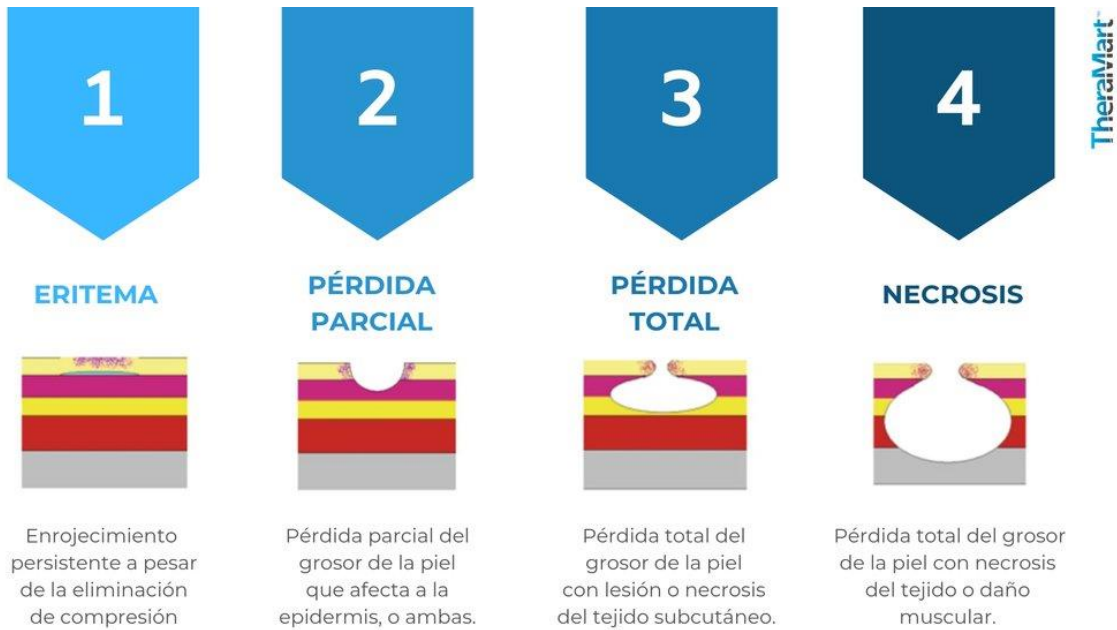 1
2
3
4
TheraMart™
ERITEMA
PÉRDIDA
PARCIAL
PÉRDIDA
TOTAL
NECROSIS
Enrojecimiento
persistente a pesar
de la eliminación
de compresión
Pérdida parcial del
grosor de la piel
que afecta a la
epidermis, o ambas.
Pérdida total del
grosor de la piel
con lesión o necrosis
del tejido subcutáneo.
Pérdida total del grosor
de la piel con necrosis
del tejido o daño
muscular.